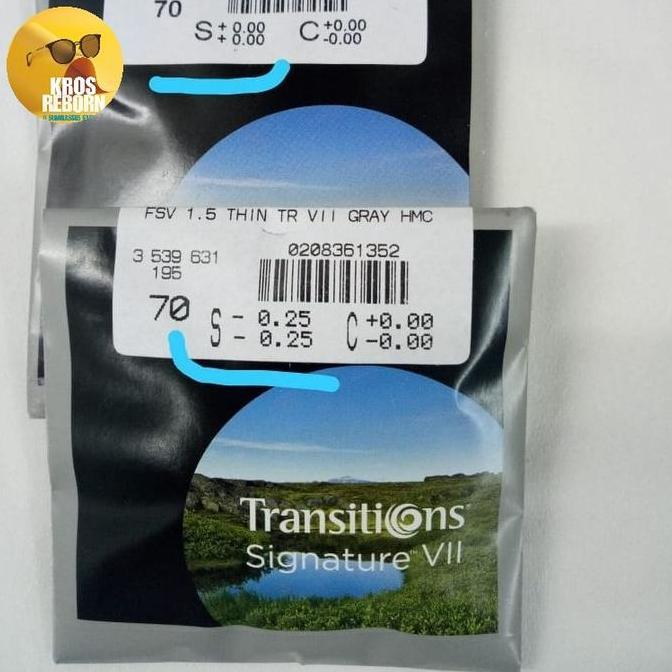 KROS
REBORN
70
S + 0.00 C +0.00
+ 0.00 -0.00
FSV 1.5 THIN TR VII GRAY HMC
3 539 631 0208361352
195
70 S - 0.25 C +0.00
- 0.25 -0.00
Transitions
Signature™ VII